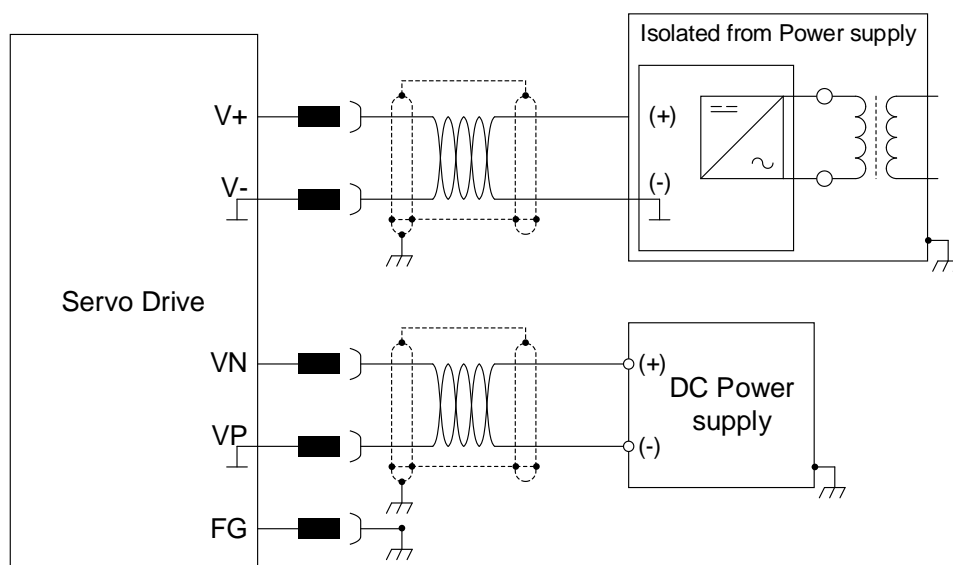 Isolated from Power supply
V+
(+)
V-
(-)
Servo Drive
VN
(+)
DC Power
supply
VP
(-)
FG